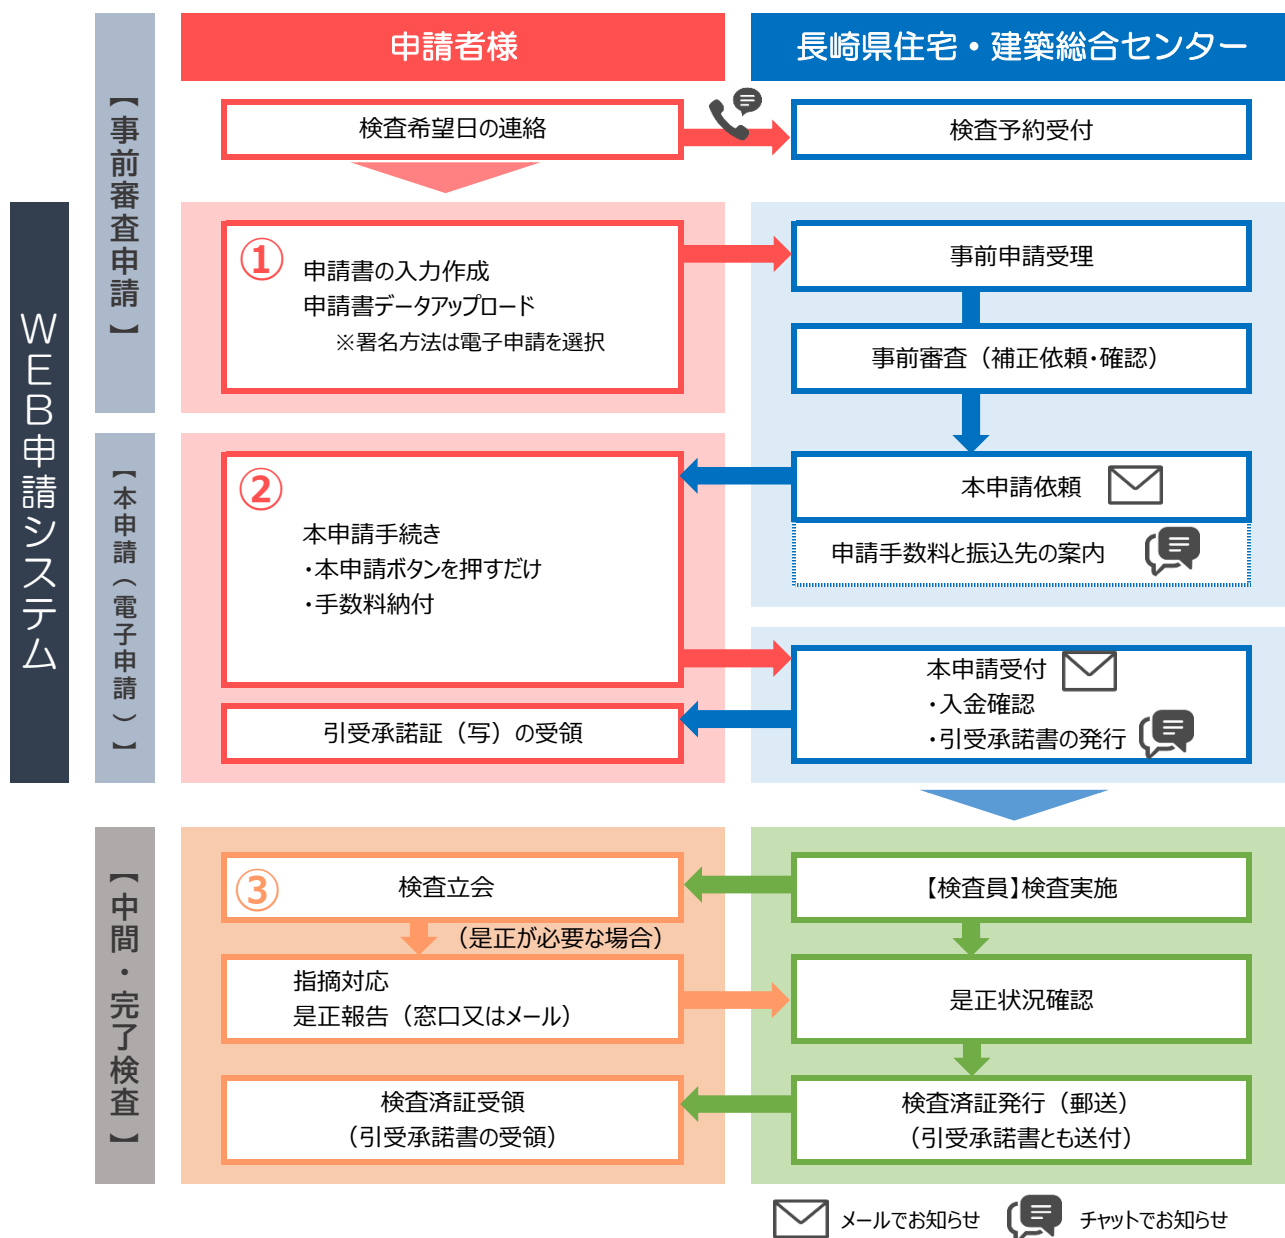 申請者様
長崎県住宅・建築総合センター
WEB申請システム
【事前審査申請】
検査希望日の連絡
検査予約受付
①
申請書の入力作成
申請書データアップロード
※署名方法は電子申請を選択
事前申請受理
事前審査（補正依頼・確認）
【本申請（電子申請）】
②
本申請手続き
・本申請ボタンを押すだけ
・手数料納付
本申請依頼
申請手数料と振込先の案内
本申請受付
・入金確認
・引受承諾書の発行
引受承諾証（写）の受領
【中間・完了検査】
③
検査立会
【検査員】検査実施
（是正が必要な場合）
指摘対応
是正報告（窓口又はメール）
是正状況確認
検査済証受領
（引受承諾書の受領）
検査済証発行（郵送）
（引受承諾書とも送付）
メールでお知らせ
チャットでお知らせ